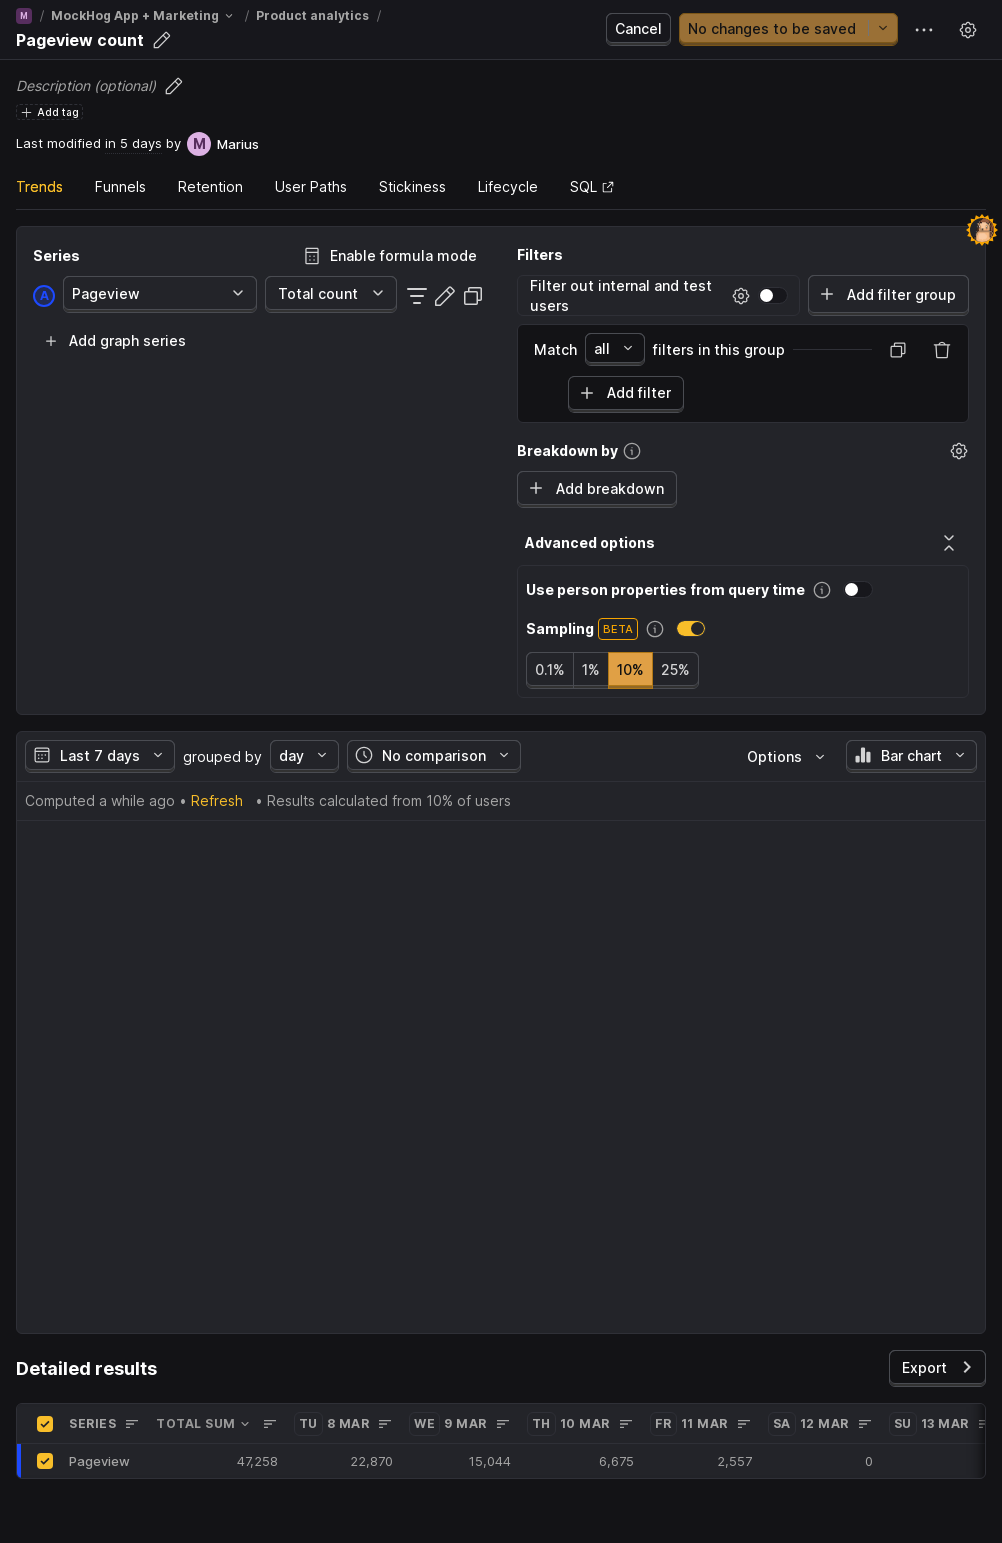 M / MockHog App + Marketing / Product analytics /
Pageview count
Cancel
No changes to be saved
Description (optional)
Add tag
Last modified in 5 days by M Marius
Trends Funnels Retention User Paths Stickiness Lifecycle SQL
Series
Enable formula mode
A Pageview Total count
Add graph series
Filters
Filter out internal and test users
Add filter group
Match all filters in this group
Add filter
Breakdown by
Add breakdown
Advanced options
Use person properties from query time
Sampling BETA
0.1% 1% 10% 25%
Last 7 days grouped by day No comparison Options Bar chart
Computed a while ago • Refresh • Results calculated from 10% of users
Detailed results
Export
SERIES TOTAL SUM TU 8 MAR WE 9 MAR TH 10 MAR FR 11 MAR SA 12 MAR SU 13 MAR
Pageview 47,258 22,870 15,044 6,675 2,557 0